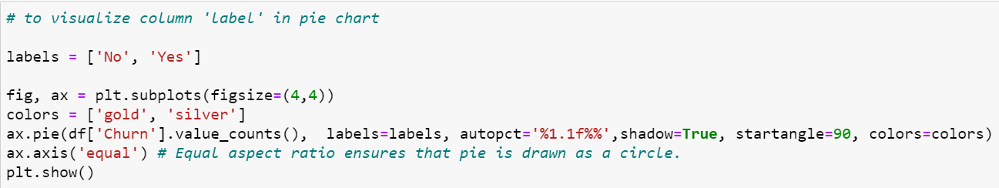 # to visualize column 'label' in pie chart
labels = ['No', 'Yes']
fig, ax = plt.subplots(figsize=(4,4))
colors = ['gold', 'silver']
ax.pie(df['Churn'].value_counts(),  labels=labels, autopct='%1.1f%%',shadow=True, startangle=90, colors=colors)
ax.axis('equal') # Equal aspect ratio ensures that pie is drawn as a circle.
plt.show()